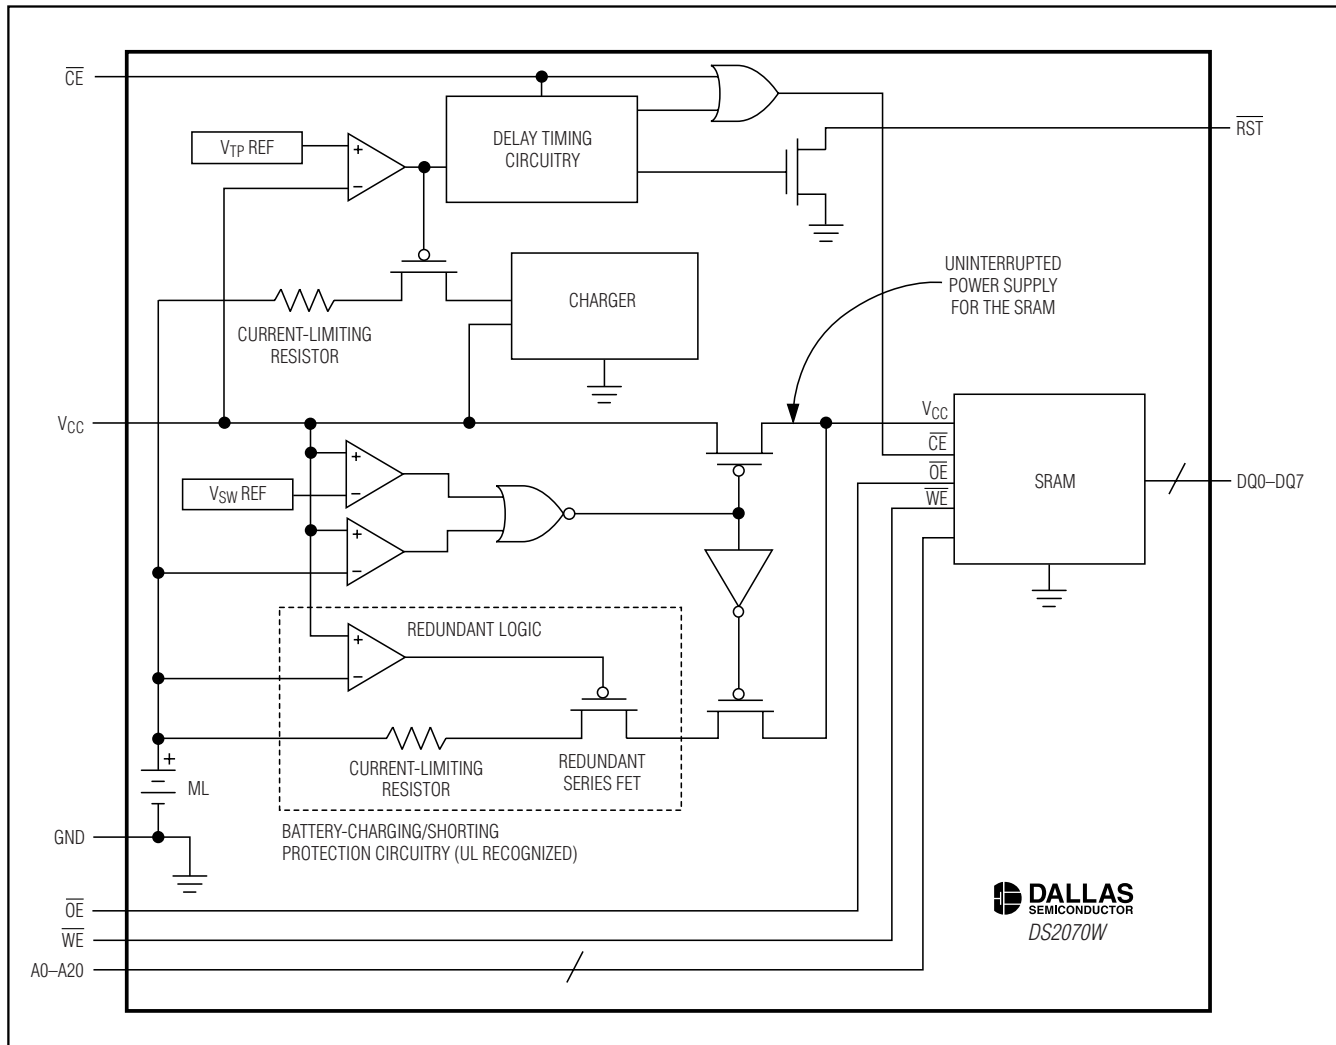 CE
DELAY TIMING
CIRCUITRY
RST
VTP REF
+
−
UNINTERRUPTED
POWER SUPPLY
FOR THE SRAM
CHARGER
CURRENT-LIMITING
RESISTOR
VCC
VCC
CE
OE
WE
SRAM
DQ0–DQ7
+
−
VSW REF
+
−
REDUNDANT LOGIC
+
−
CURRENT-LIMITING
RESISTOR
REDUNDANT
SERIES FET
+
ML
GND
BATTERY-CHARGING/SHORTING
PROTECTION CIRCUITRY (UL RECOGNIZED)
DALLAS
SEMICONDUCTOR
DS2070W
OE
WE
A0–A20